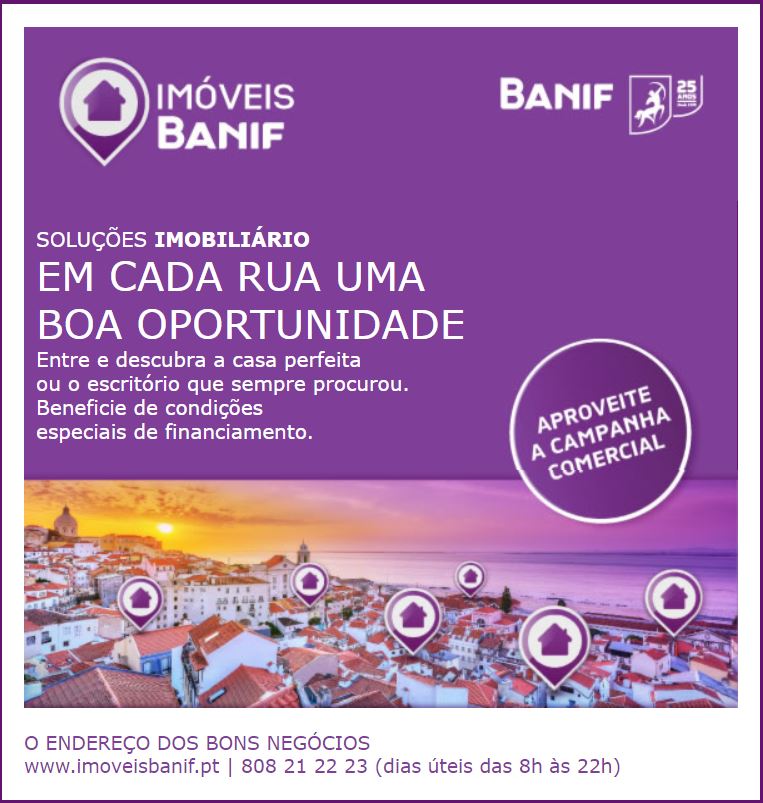 IMÓVEIS
BANIF
BANIF
25
ANOS
SOLUÇÕES IMOBILIÁRIO
EM CADA RUA UMA
BOA OPORTUNIDADE
Entre e descubra a casa perfeita
ou o escritório que sempre procurou.
Beneficie de condições
especiais de financiamento.
APROVEITE
A CAMPANHA
COMERCIAL
O ENDEREÇO DOS BONS NEGÓCIOS
www.imoveisbanif.pt | 808 21 22 23 (dias úteis das 8h às 22h)